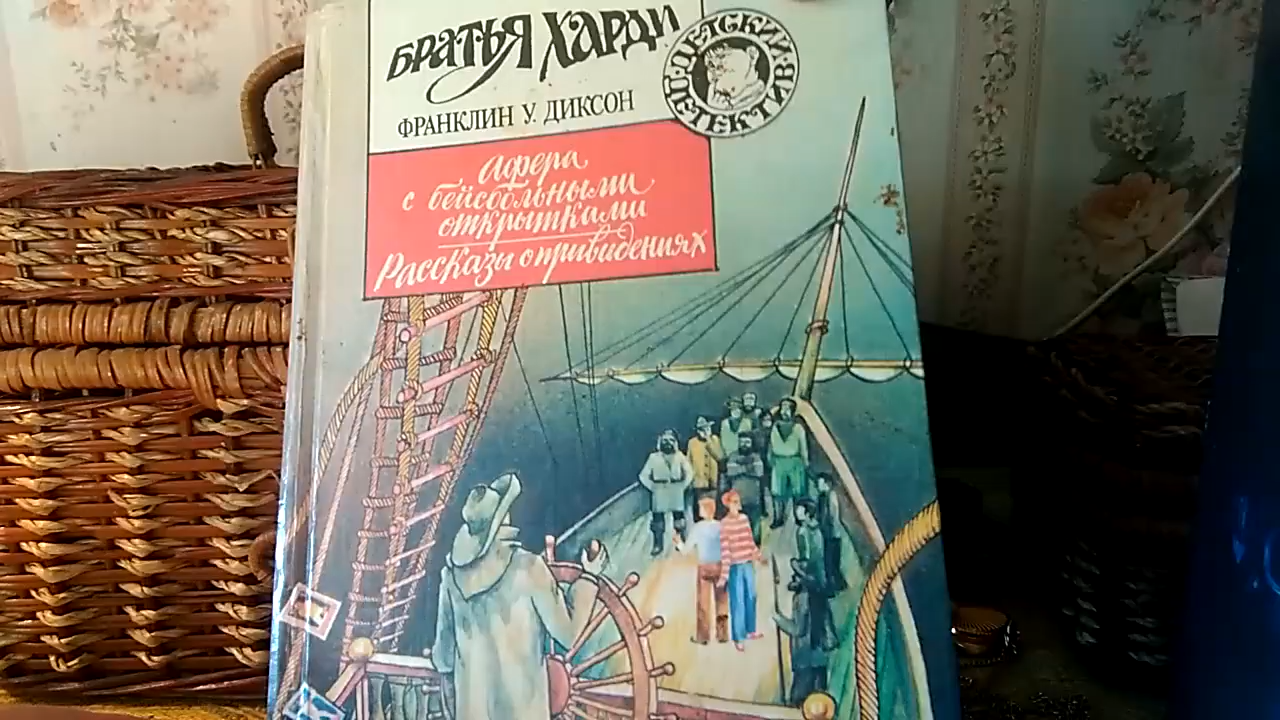 БРАТЬЯ ХАРДИ
ДЕТСКИЙ ДЕТЕКТИВ
ФРАНКЛИН У. ДИКСОН
Афера
с бейсбольными
открытками
Рассказы о привидениях